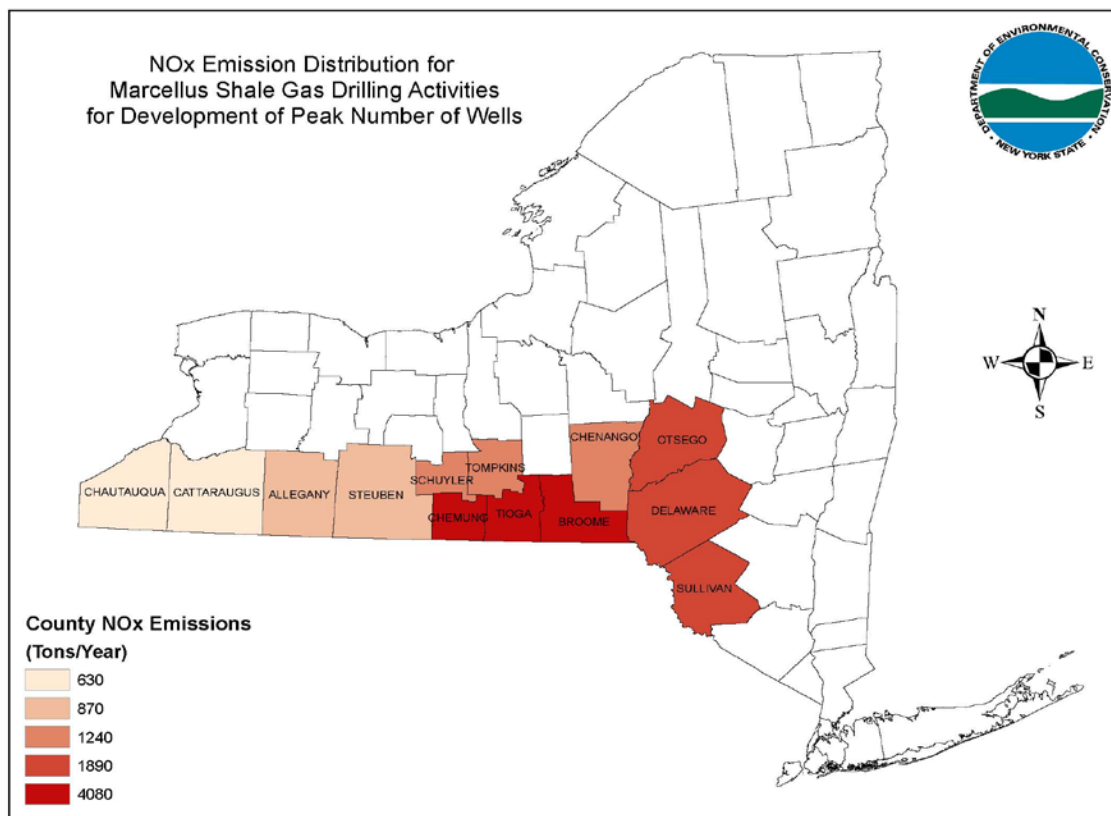 NOx Emission Distribution for
Marcellus Shale Gas Drilling Activities
for Development of Peak Number of Wells
DEPARTMENT OF ENVIRONMENTAL CONSERVATION
• NEW YORK STATE •
N
W E
S
CHENANGO
OTSEGO
TOMPKINS
SCHUYLER
CHAUTAUQUA
CATTARAUGUS
ALLEGANY
STEUBEN
CHEMUNG
TIOGA
BROOME
DELAWARE
SULLIVAN
County NOx Emissions
(Tons/Year)
630
870
1240
1890
4080